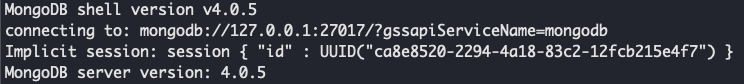 MongoDB shell version v4.0.5
connecting to: mongodb://127.0.0.1:27017/?gssapiServiceName=mongodb
Implicit session: session { "id" : UUID("ca8e8520-2294-4a18-83c2-12fcb215e4f7") }
MongoDB server version: 4.0.5